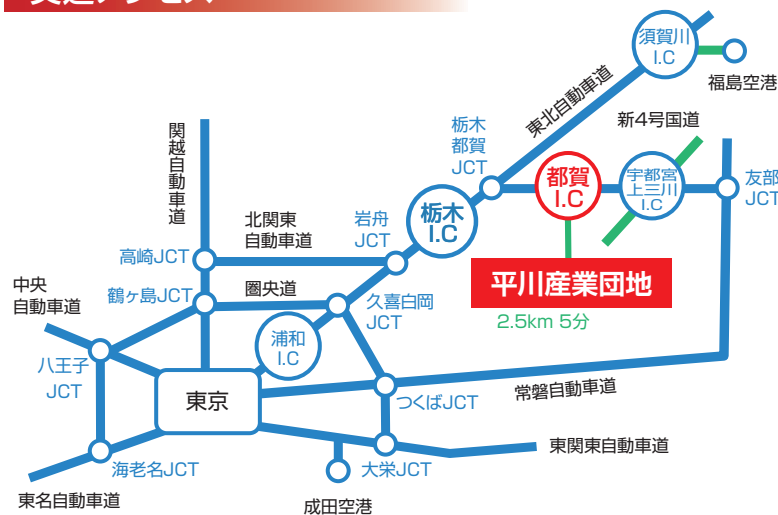 須賀川
I.C
福島空港
東北自動車道
新4号国道
栃木
都賀
JCT
都賀
I.C
宇都宮
上三川
I.C
友部
JCT
関越自動車道
栃木
I.C
岩舟
JCT
北関東
自動車道
高崎JCT
平川産業団地
2.5km 5分
中央
自動車道
鶴ヶ島JCT
圏央道
久喜白岡
JCT
浦和
I.C
八王子
JCT
東京
つくばJCT
常磐自動車道
海老名JCT
大栄JCT
東関東自動車道
東名自動車道
成田空港